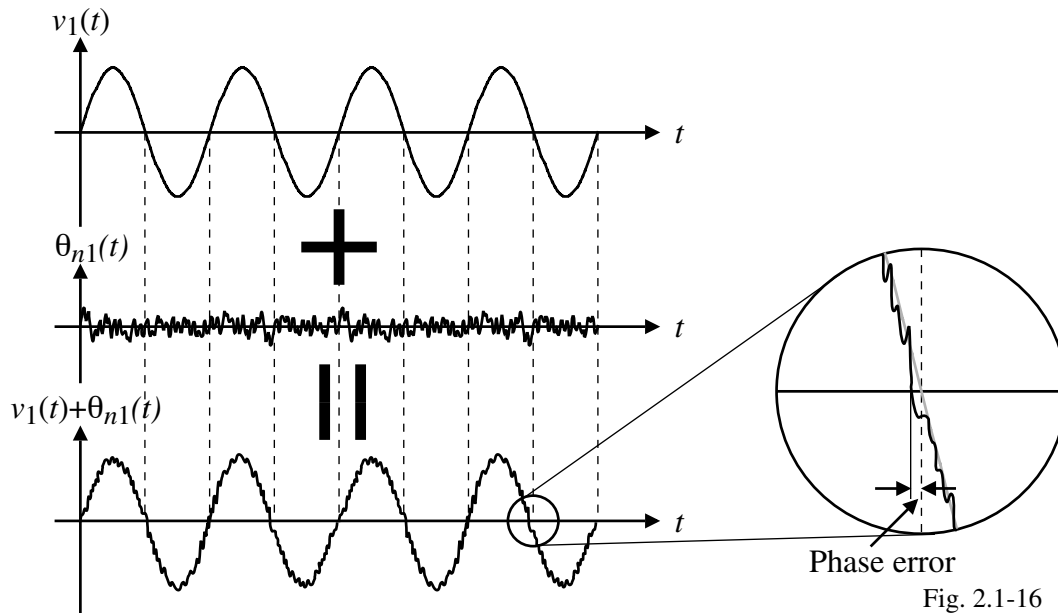 v1(t)
t
θn1(t)
t
v1(t)+θn1(t)
t
Phase error
Fig. 2.1-16